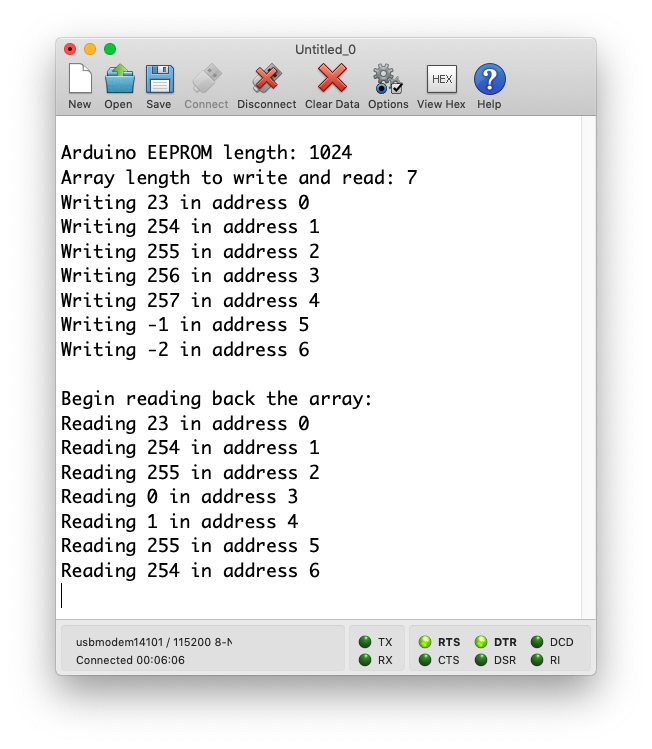 Untitled_0
New Open Save Connect Disconnect Clear Data Options View Hex Help
HEX
Arduino EEPROM length: 1024
Array length to write and read: 7
Writing 23 in address 0
Writing 254 in address 1
Writing 255 in address 2
Writing 256 in address 3
Writing 257 in address 4
Writing -1 in address 5
Writing -2 in address 6
Begin reading back the array:
Reading 23 in address 0
Reading 254 in address 1
Reading 255 in address 2
Reading 0 in address 3
Reading 1 in address 4
Reading 255 in address 5
Reading 254 in address 6
usbmodem14101 / 115200 8-N
Connected 00:06:06
TX RTS DTR DCD
RX CTS DSR RI